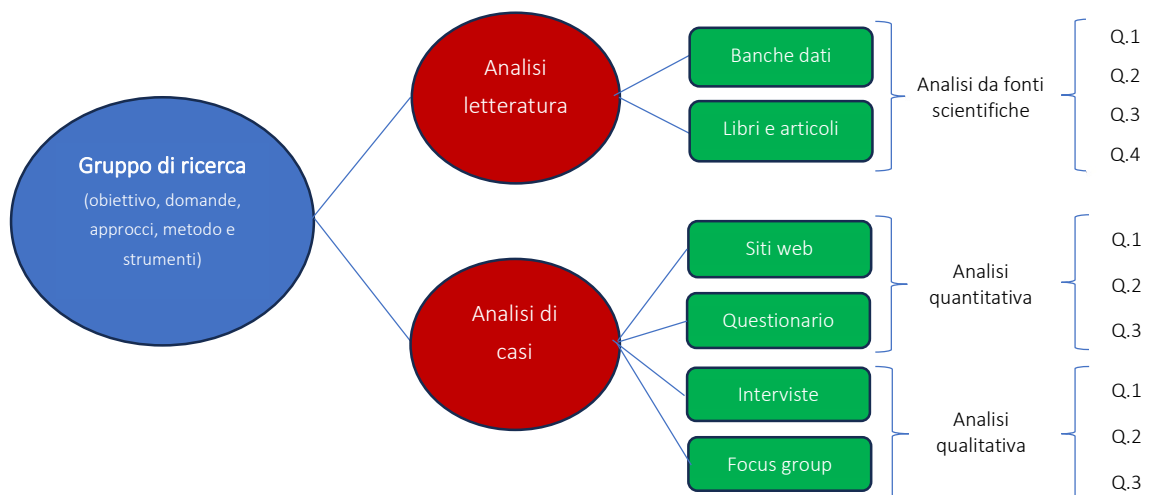 Gruppo di ricerca
(obiettivo, domande,
approcci, metodo e
strumenti)
Analisi
letteratura
Banche dati
Libri e articoli
Analisi da fonti
scientifiche
Q.1
Q.2
Q.3
Q.4
Analisi di
casi
Siti web
Questionario
Analisi
quantitativa
Q.1
Q.2
Q.3
Interviste
Focus group
Analisi
qualitativa
Q.1
Q.2
Q.3